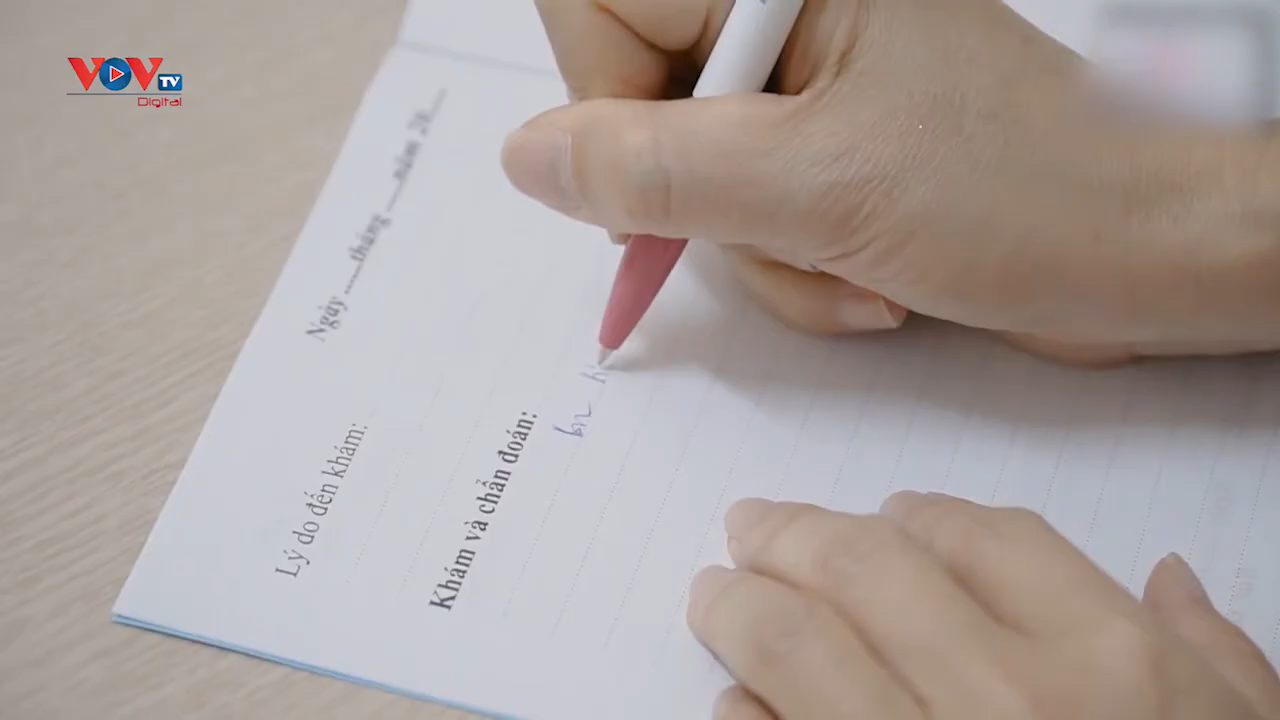 VOV TV
Digital
Ngày ....tháng ....năm 20....
Lý do đến khám:
Khám và chẩn đoán: